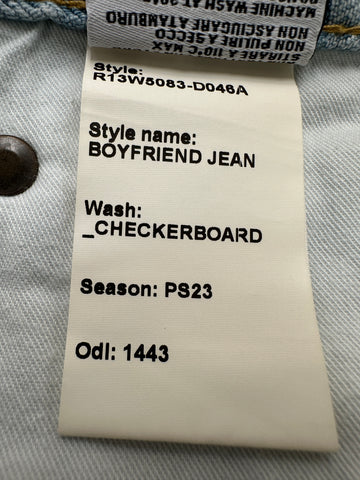 STIRARE A 110°C MAX
NON PULIRE A SECCO
NON ASCIUGARE A TAMBURO
MACHINE WASH AT
Style:
R13W5083-D046A
Style name:
BOYFRIEND JEAN
Wash:
_CHECKERBOARD
Season: PS23
Odl: 1443